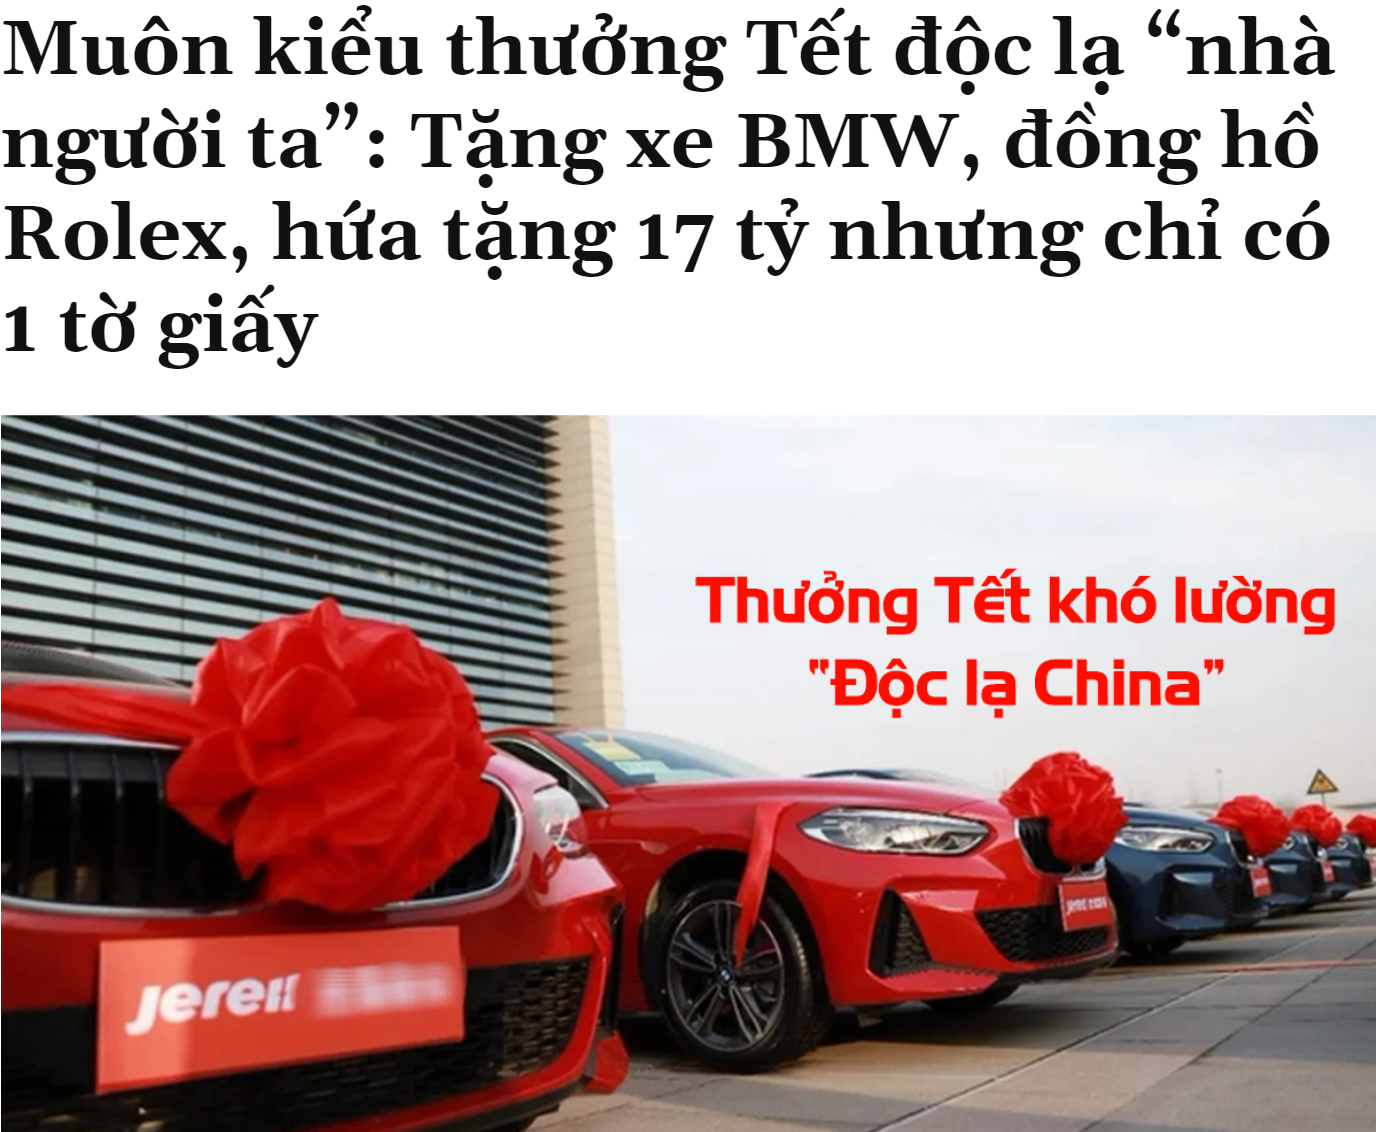 Muôn kiểu thưởng Tết độc lạ “nhà
người ta”: Tặng xe BMW, đồng hồ
Rolex, hứa tặng 17 tỷ nhưng chỉ có
1 tờ giấy
Thưởng Tết khó lường
“Độc lạ China”
Jereh
Jereh